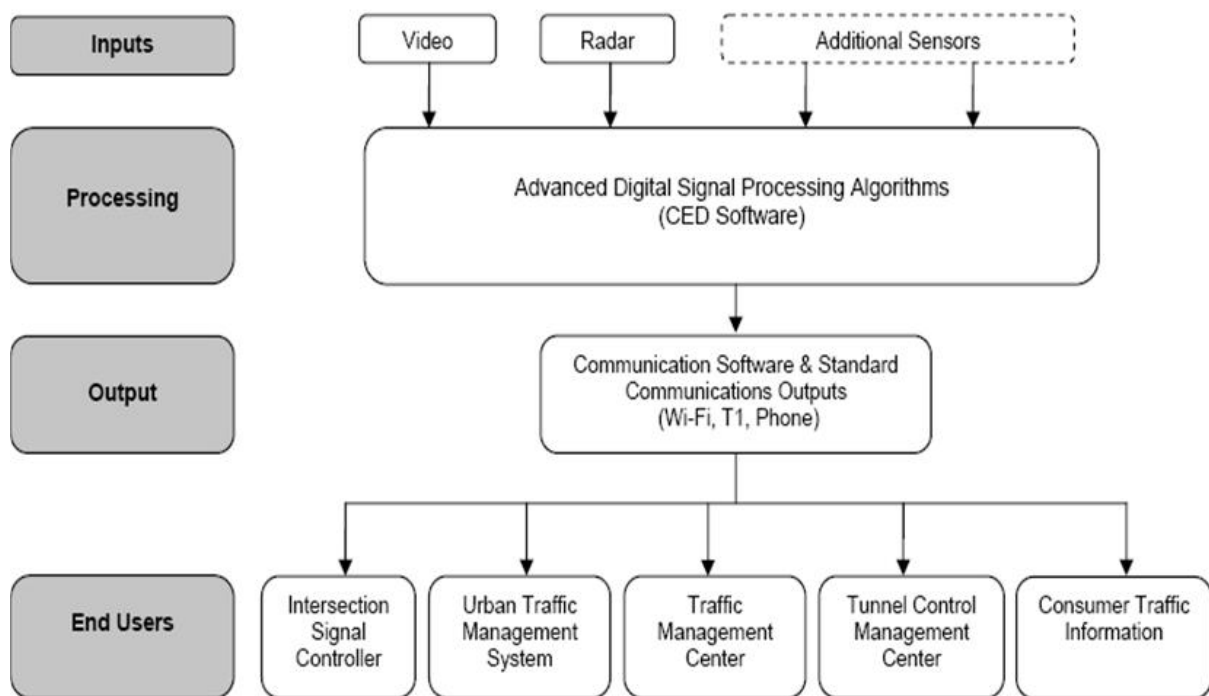 Inputs
Video
Radar
Additional Sensors
Processing
Advanced Digital Signal Processing Algorithms
(CED Software)
Output
Communication Software & Standard
Communications Outputs
(Wi-Fi, T1, Phone)
End Users
Intersection
Signal
Controller
Urban Traffic
Management
System
Traffic
Management
Center
Tunnel Control
Management
Center
Consumer Traffic
Information